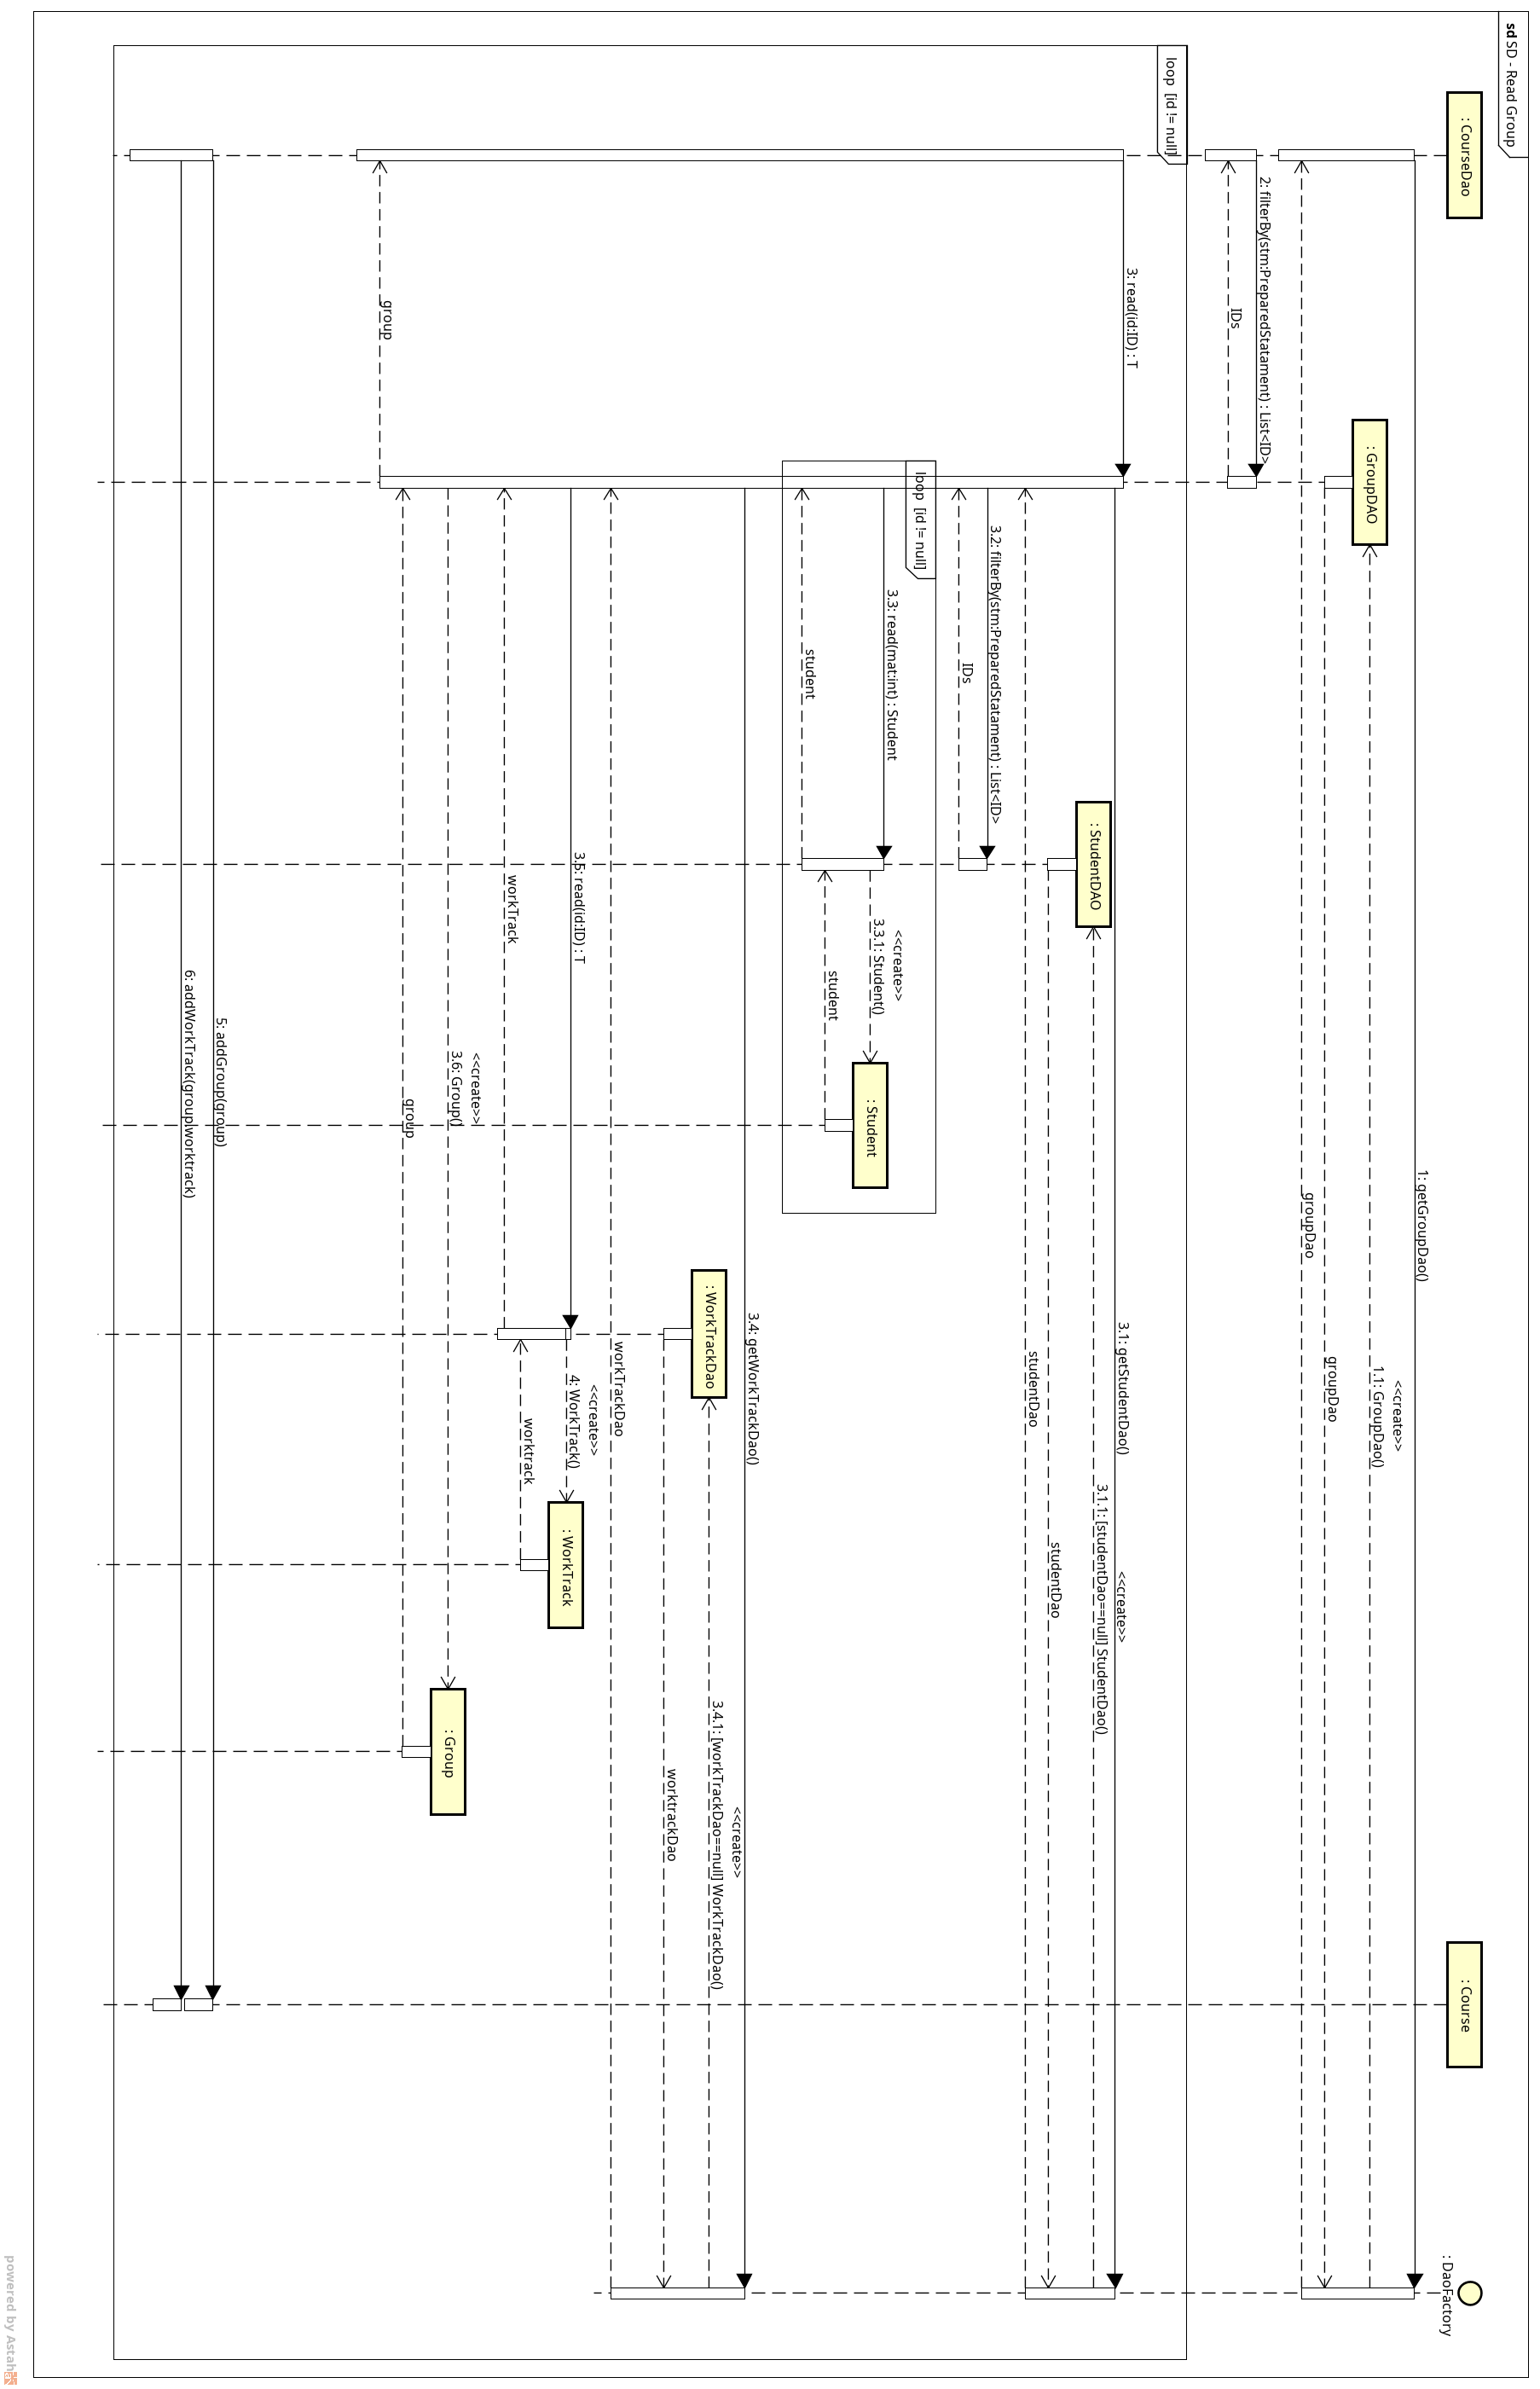 sd SD - Read Group
: CourseDao
: GroupDAO
: StudentDAO
: Student
: WorkTrackDao
: WorkTrack
: Group
: Course
: DaoFactory
1: getGroupDao()
<<create>>
1.1: GroupDao()
groupDao
groupDao
2: filterBy(stm:PreparedStatament) : List<ID>
IDs
loop [id != null]
3: read(id:ID) : T
3.1: getStudentDao()
<<create>>
3.1.1: [studentDao==null] StudentDao()
studentDao
studentDao
3.2: filterBy(stm:PreparedStatament) : List<ID>
IDs
loop [id != null]
3.3: read(mat:int) : Student
<<create>>
3.3.1: Student()
student
student
3.4: getWorkTrackDao()
<<create>>
3.4.1: [workTrackDao==null] WorkTrackDao()
worktrackDao
workTrackDao
3.5: read(id:ID) : T
<<create>>
4: WorkTrack()
worktrack
workTrack
<<create>>
3.6: Group()
group
group
5: addGroup(group)
6: addWorkTrack(group|worktrack)
powered by Astah